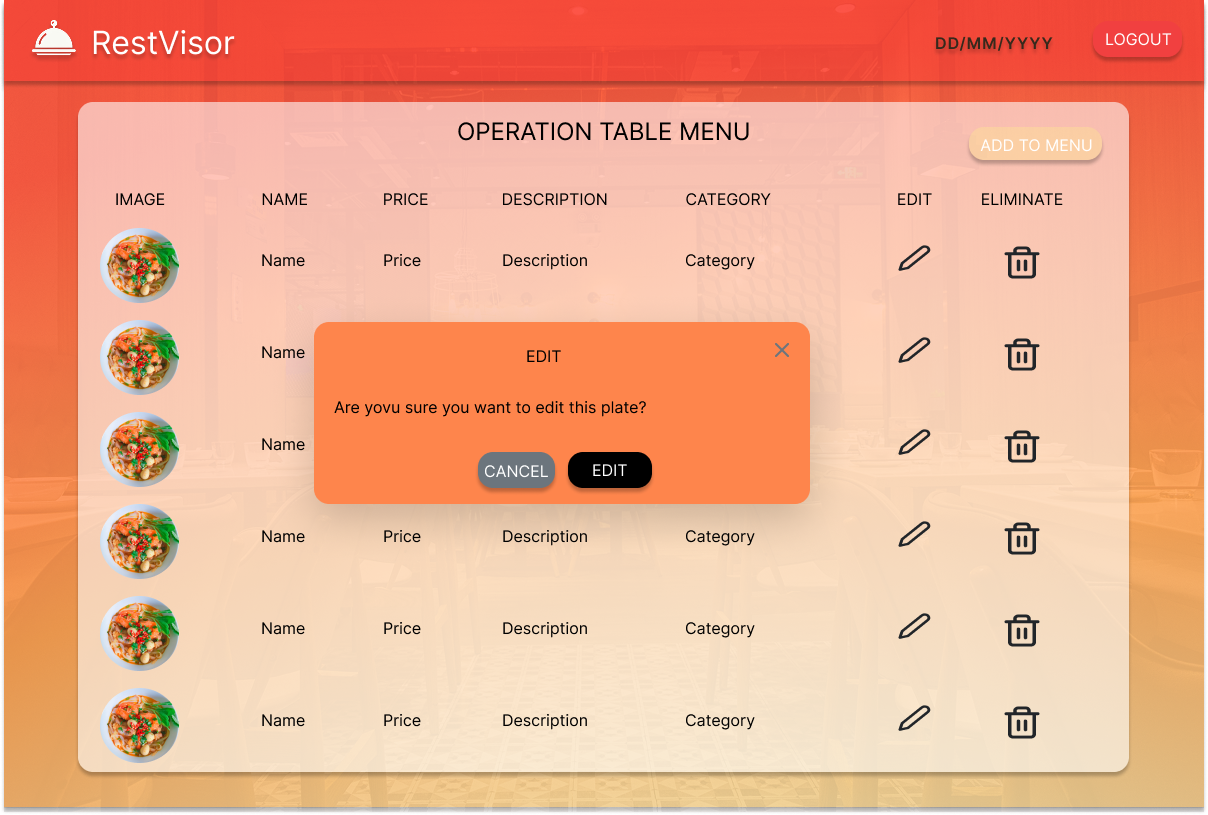 RestVisor
DD/MM/YYYY
LOGOUT
OPERATION TABLE MENU
ADD TO MENU
IMAGE NAME PRICE DESCRIPTION CATEGORY EDIT ELIMINATE
Name Price Description Category
Name
EDIT
Are yovu sure you want to edit this plate?
Name
CANCEL EDIT
Name Price Description Category
Name Price Description Category
Name Price Description Category